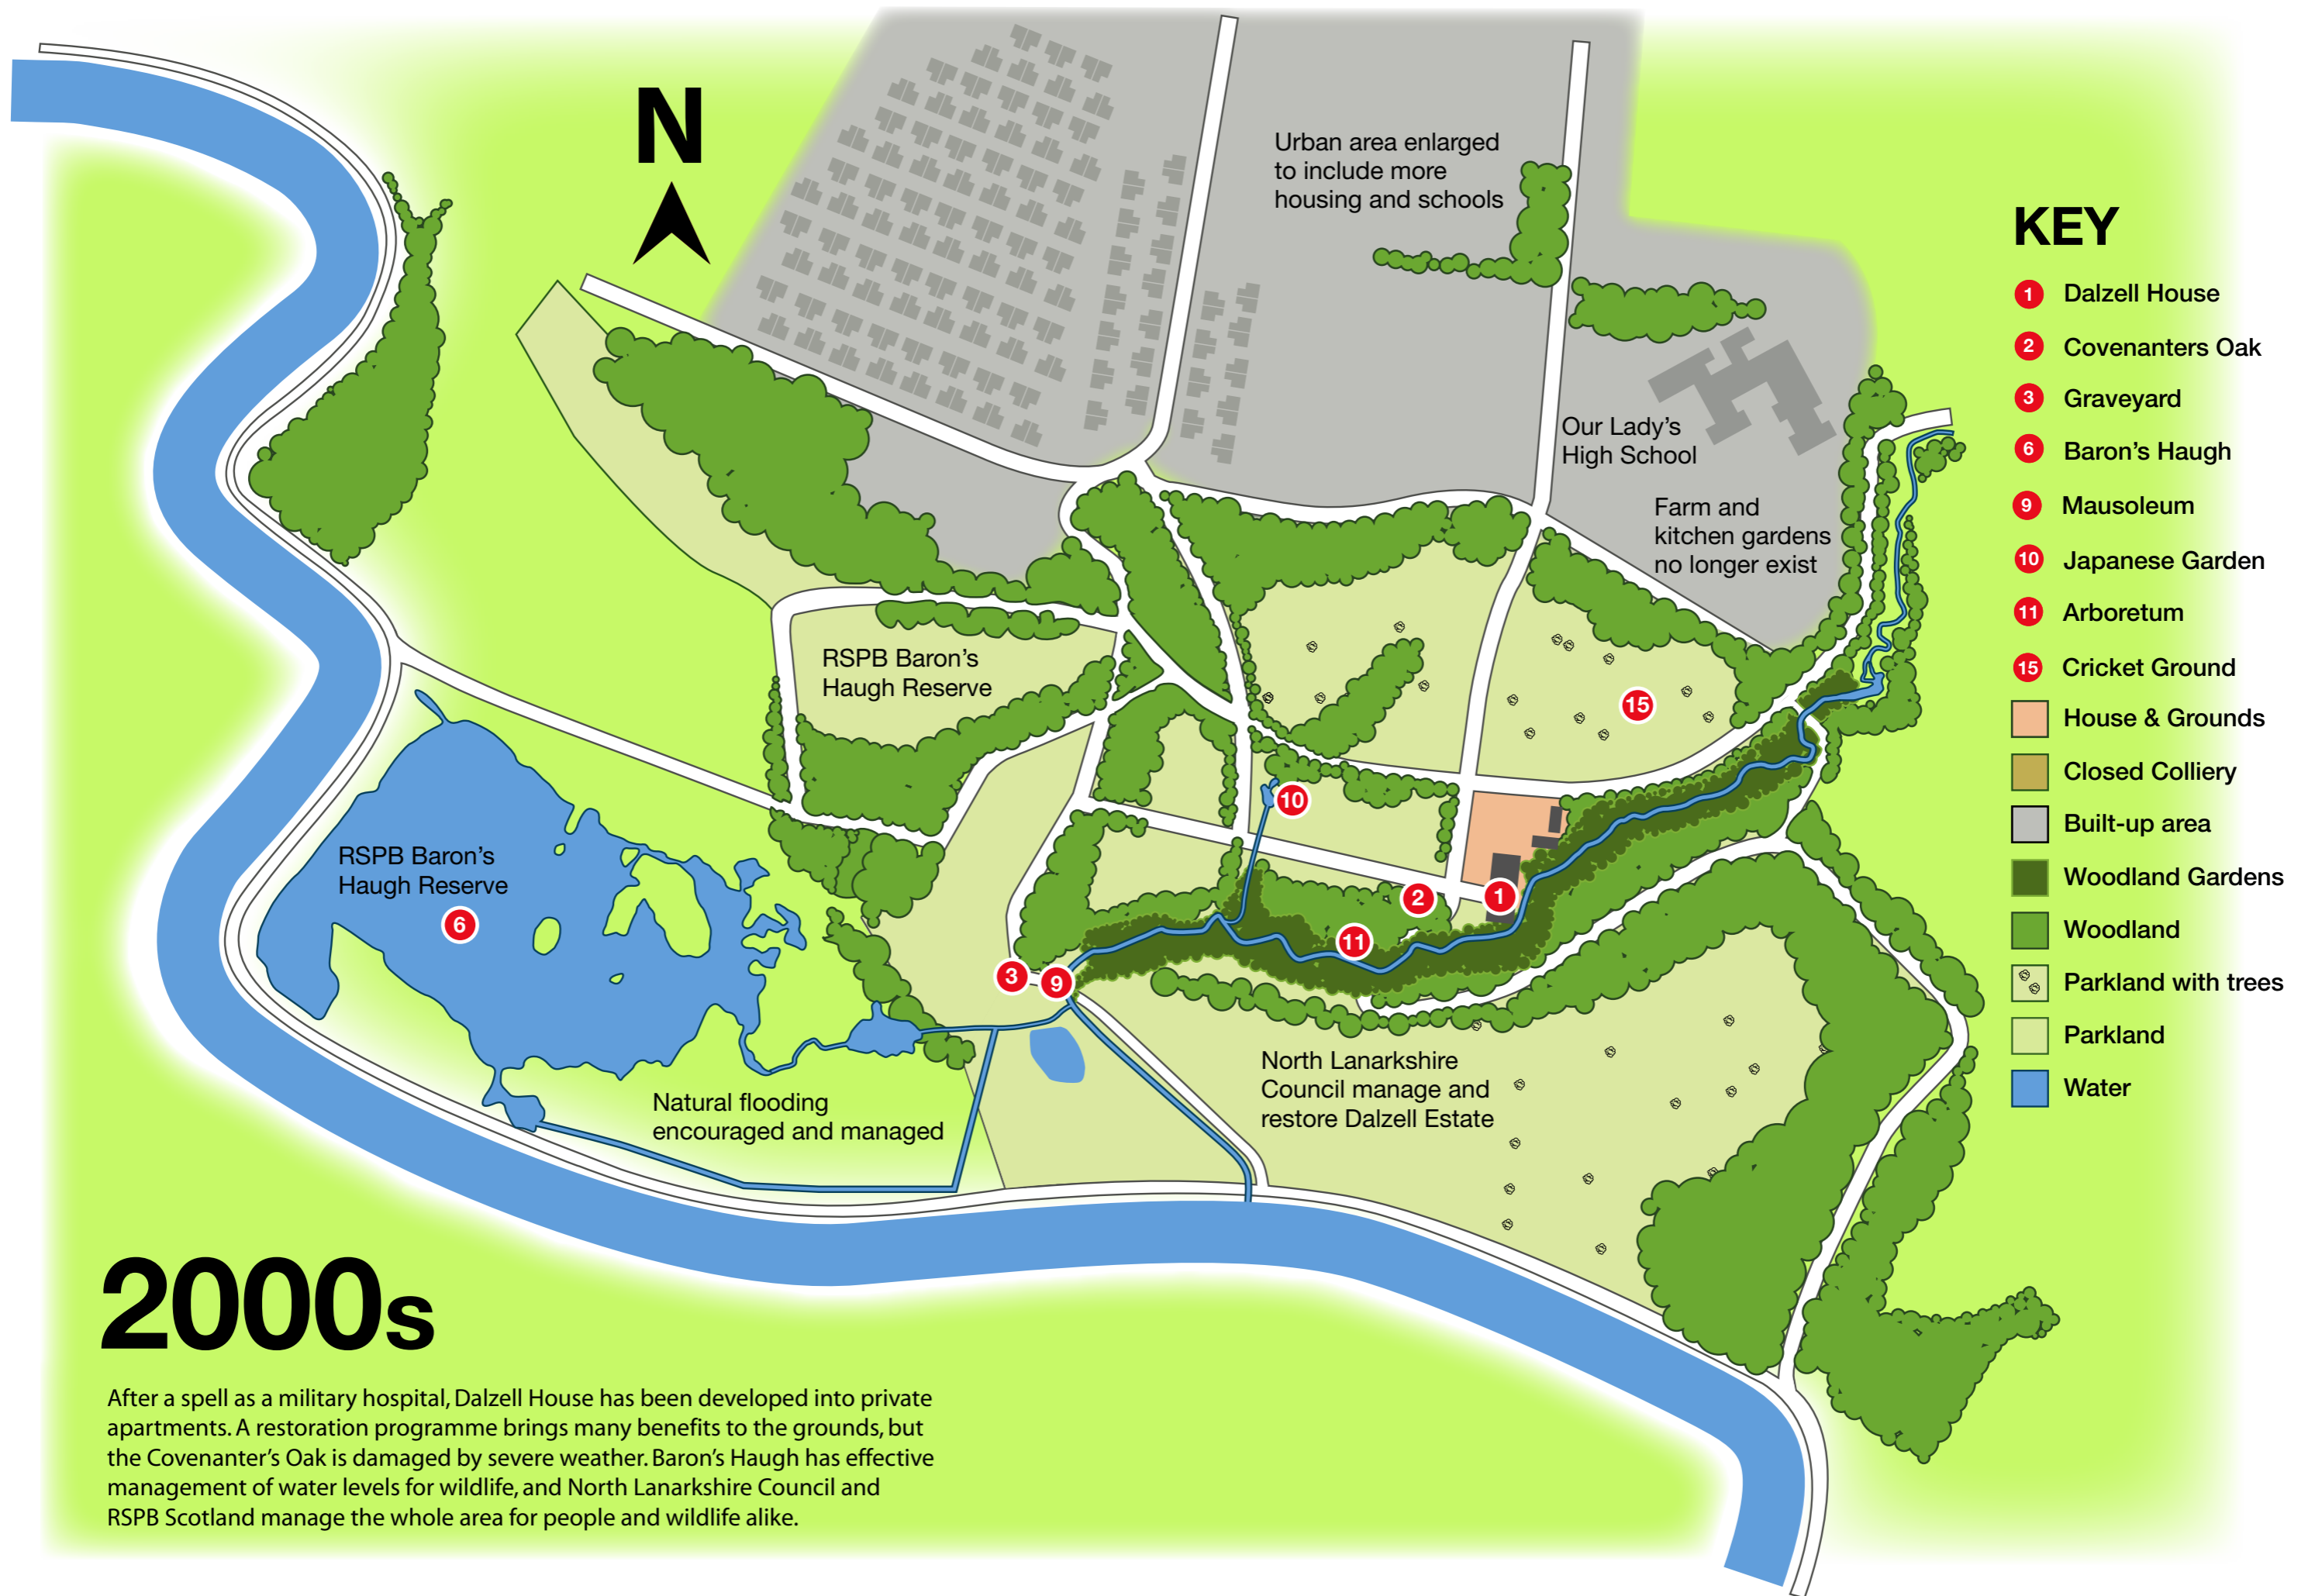 N
Urban area enlarged
to include more
housing and schools
Our Lady’s
High School
Farm and
kitchen gardens
no longer exist
RSPB Baron’s
Haugh Reserve
15
10
RSPB Baron’s
Haugh Reserve
6
2
1
11
3
9
North Lanarkshire
Council manage and
restore Dalzell Estate
Natural flooding
encouraged and managed
KEY
1 Dalzell House
2 Covenanters Oak
3 Graveyard
6 Baron’s Haugh
9 Mausoleum
10 Japanese Garden
11 Arboretum
15 Cricket Ground
House & Grounds
Closed Colliery
Built-up area
Woodland Gardens
Woodland
Parkland with trees
Parkland
Water
2000s
After a spell as a military hospital, Dalzell House has been developed into private
apartments. A restoration programme brings many benefits to the grounds, but
the Covenanter’s Oak is damaged by severe weather. Baron’s Haugh has effective
management of water levels for wildlife, and North Lanarkshire Council and
RSPB Scotland manage the whole area for people and wildlife alike.